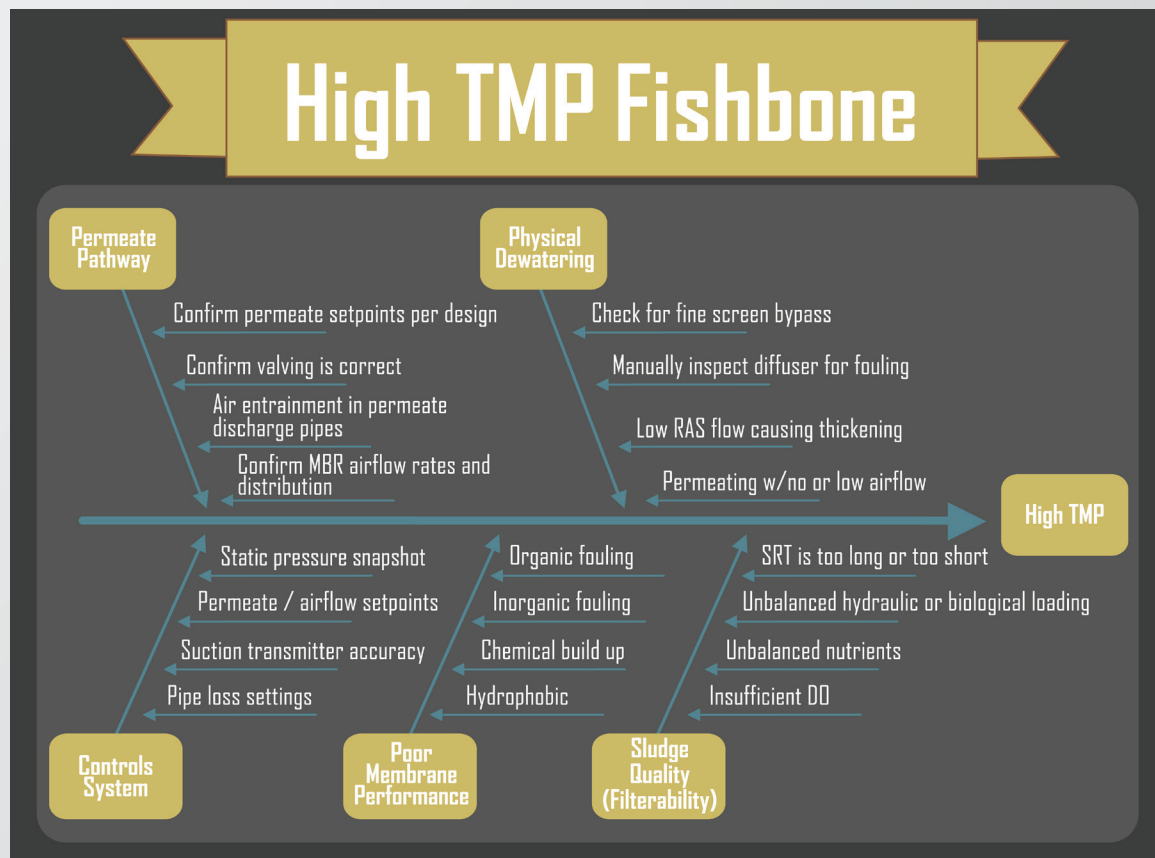 High TMP Fishbone
Permeate
Pathway
Confirm permeate setpoints per design
Confirm valving is correct
Air entrainment in permeate
discharge pipes
Confirm MBR airflow rates and
distribution
Physical
Dewatering
Check for fine screen bypass
Manually inspect diffuser for fouling
Low RAS flow causing thickening
Permeating w/no or low airflow
High TMP
Static pressure snapshot
Permeate / airflow setpoints
Suction transmitter accuracy
Pipe loss settings
Controls
System
Organic fouling
Inorganic fouling
Chemical build up
Hydrophobic
Poor
Membrane
Performance
SRT is too long or too short
Unbalanced hydraulic or biological loading
Unbalanced nutrients
Insufficient DO
Sludge
Quality
(Filterability)